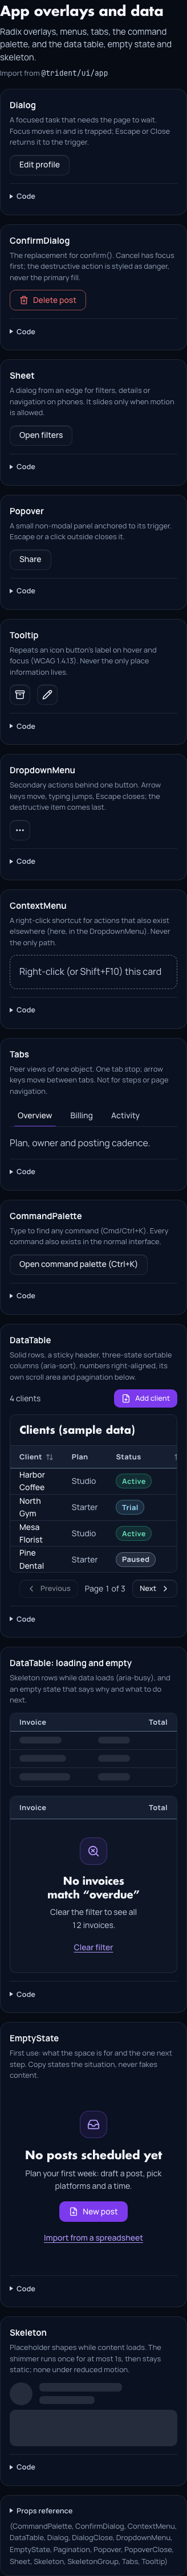 App overlays and data
Radix overlays, menus, tabs, the command
palette, and the data table, empty state and
skeleton.
Import from @trident/ui/app
Dialog
A focused task that needs the page to wait.
Focus moves in and is trapped; Escape or Close
returns it to the trigger.
Edit profile
Code
ConfirmDialog
The replacement for confirm(). Cancel has focus
first; the destructive action is styled as danger,
never the primary fill.
Delete post
Code
Sheet
A dialog from an edge for filters, details or
navigation on phones. It slides only when motion
is allowed.
Open filters
Code
Popover
A small non-modal panel anchored to its trigger.
Escape or a click outside closes it.
Share
Code
Tooltip
Repeats an icon button's label on hover and
focus (WCAG 1.4.13). Never the only place
information lives.
Code
DropdownMenu
Secondary actions behind one button. Arrow
keys move, typing jumps, Escape closes; the
destructive item comes last.
Code
ContextMenu
A right-click shortcut for actions that also exist
elsewhere (here, in the DropdownMenu). Never
the only path.
Right-click (or Shift+F10) this card
Code
Tabs
Peer views of one object. One tab stop; arrow
keys move between tabs. Not for steps or page
navigation.
Overview Billing Activity
Plan, owner and posting cadence.
Code
CommandPalette
Type to find any command (Cmd/Ctrl+K). Every
command also exists in the normal interface.
Open command palette (Ctrl+K)
Code
DataTable
Solid rows, a sticky header, three-state sortable
columns (aria-sort), numbers right-aligned, its
own scroll area and pagination below.
4 clients Add client
Clients (sample data)
Client Plan Status
Harbor
Coffee Studio Active
North
Gym Starter Trial
Mesa
Florist Studio Active
Pine
Dental Starter Paused
Previous Page 1 of 3 Next
Code
DataTable: loading and empty
Skeleton rows while data loads (aria-busy), and
an empty state that says why and what to do
next.
Invoice Total
Invoice Total
No invoices
match “overdue”
Clear the filter to see all
12 invoices.
Clear filter
Code
EmptyState
First use: what the space is for and the one next
step. Copy states the situation, never fakes
content.
No posts scheduled yet
Plan your first week: draft a post, pick
platforms and a time.
New post
Import from a spreadsheet
Code
Skeleton
Placeholder shapes while content loads. The
shimmer runs once for at most 1s, then stays
static; none under reduced motion.
Code
Props reference
(CommandPalette, ConfirmDialog, ContextMenu,
DataTable, Dialog, DialogClose, DropdownMenu,
EmptyState, Pagination, Popover, PopoverClose,
Sheet, Skeleton, SkeletonGroup, Tabs, Tooltip)